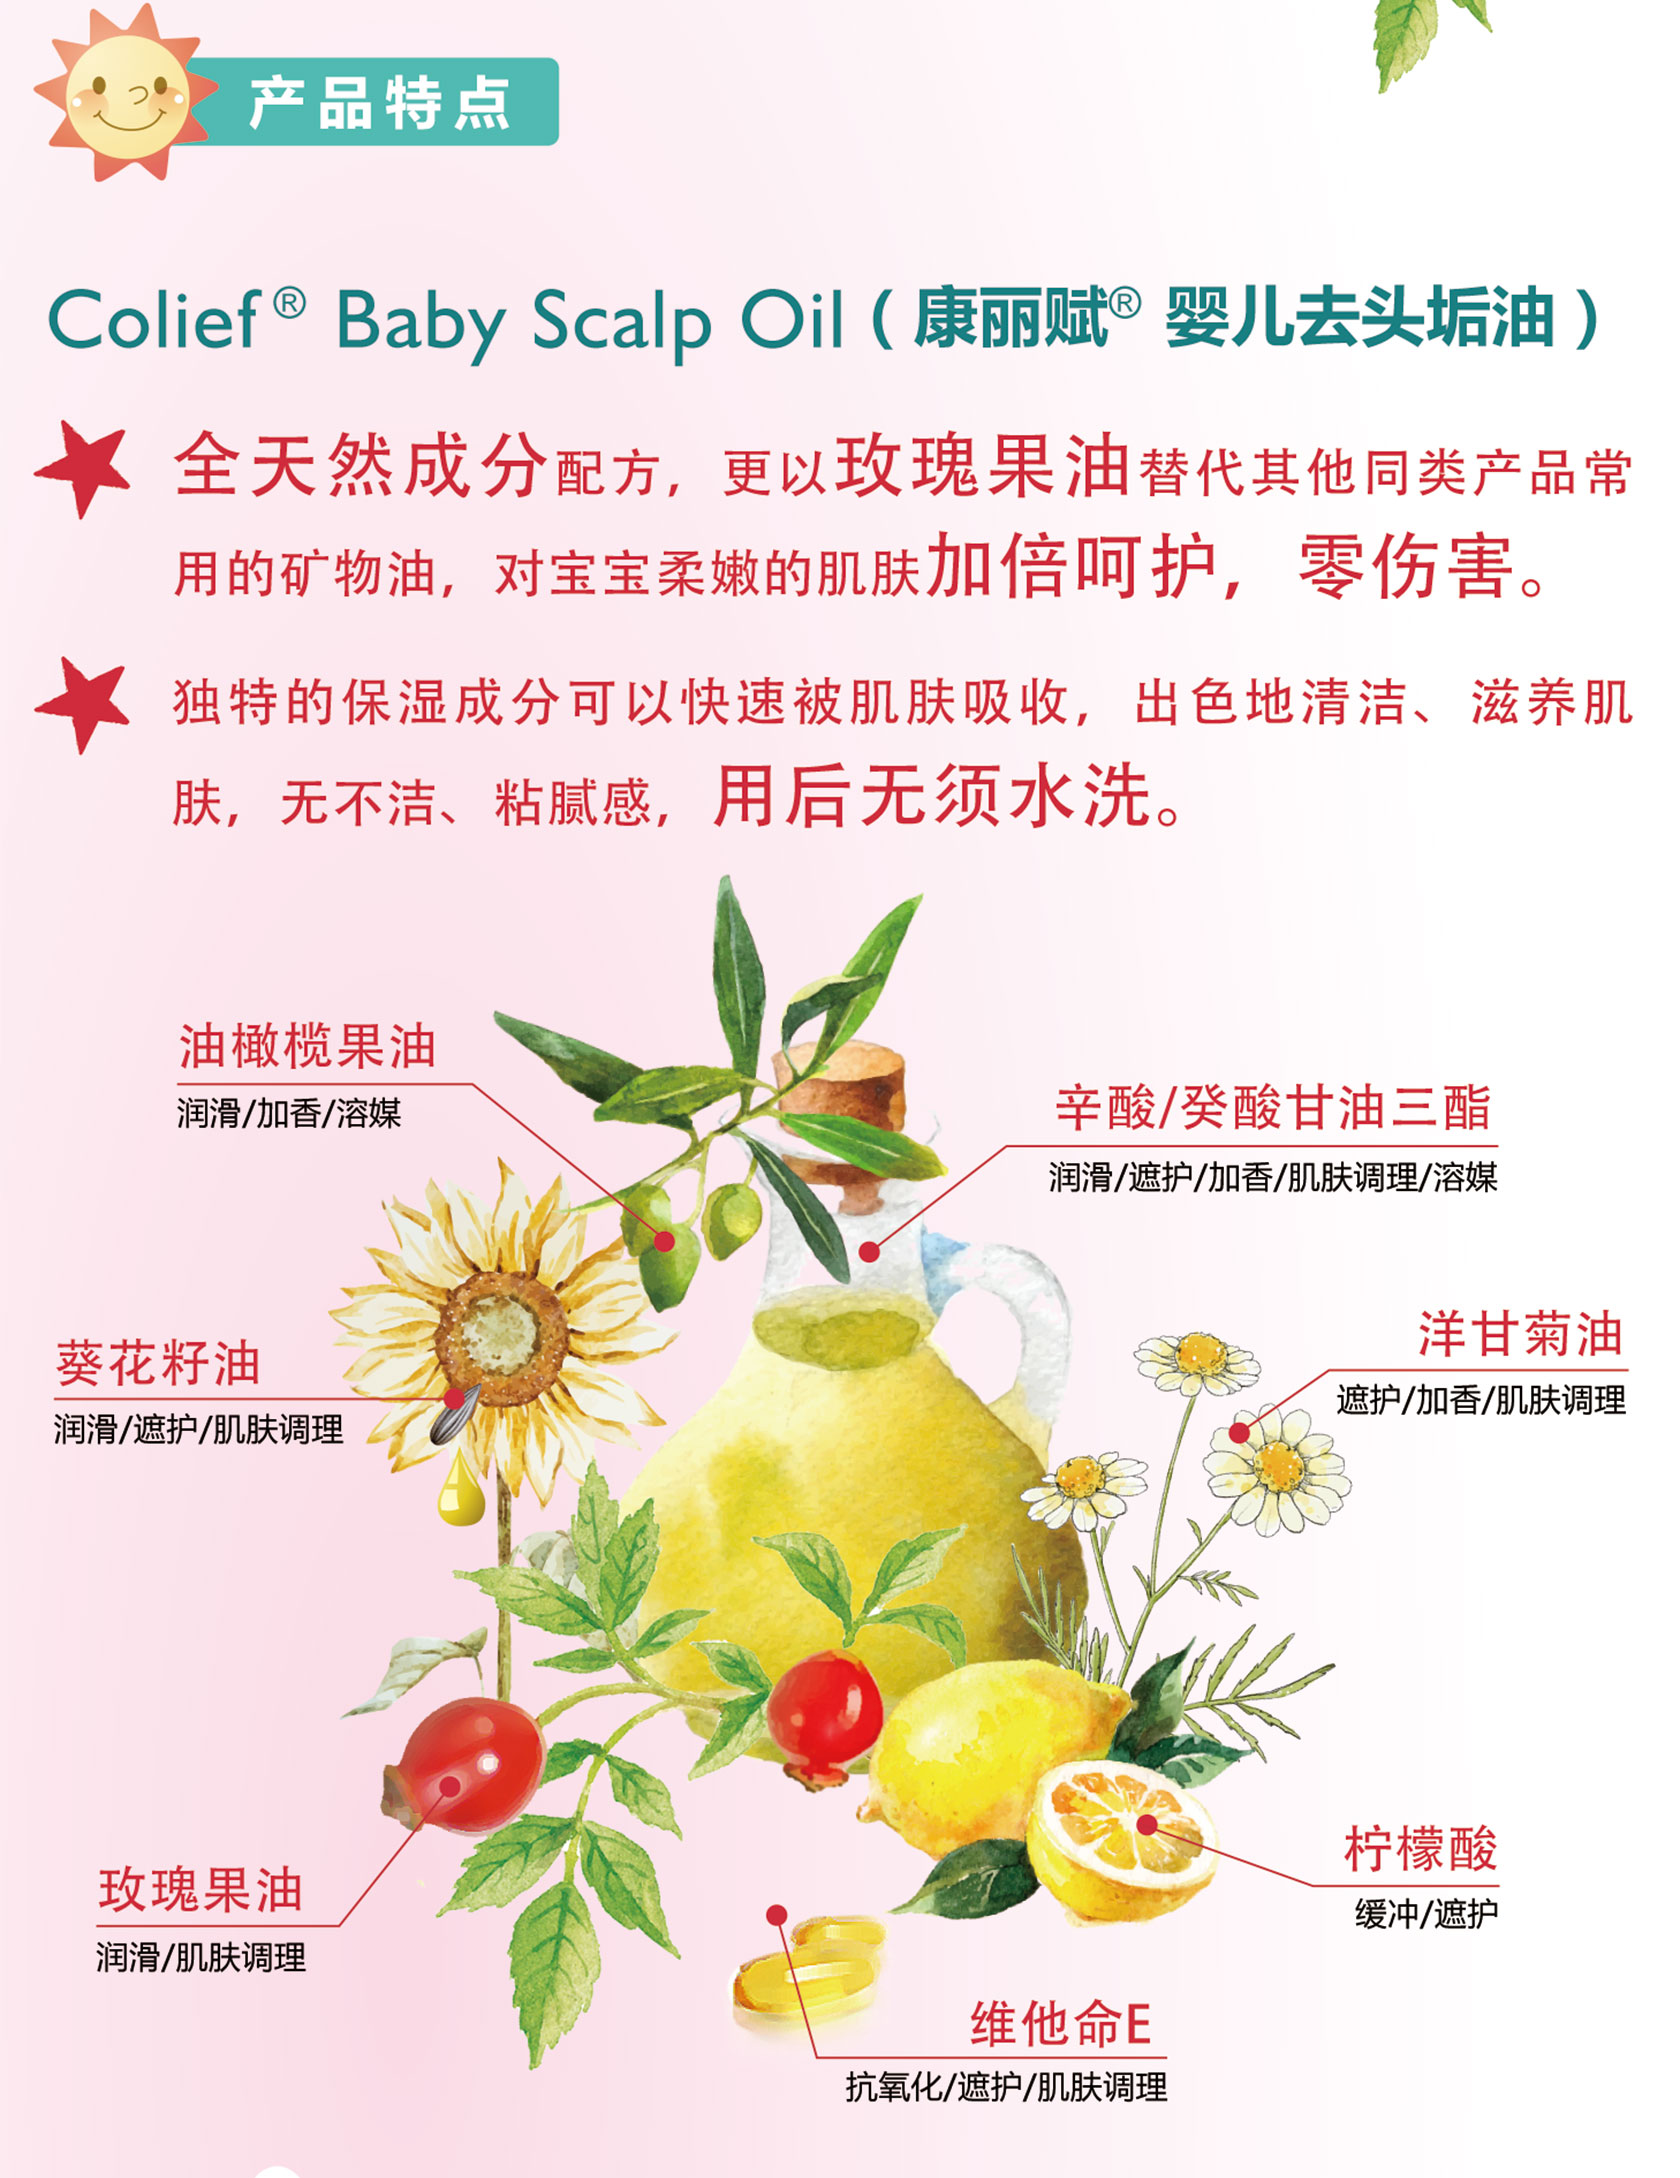 产品特点
Colief® Baby Scalp Oil（康丽赋® 婴儿去头垢油）
全天然成分配方，更以玫瑰果油替代其他同类产品常
用的矿物油，对宝宝柔嫩的肌肤加倍呵护，零伤害。
独特的保湿成分可以快速被肌肤吸收，出色地清洁、滋养肌
肤，无不洁、粘腻感，用后无须水洗。
油橄榄果油
润滑/加香/溶媒
辛酸/癸酸甘油三酯
润滑/遮护/加香/肌肤调理/溶媒
葵花籽油
润滑/遮护/肌肤调理
洋甘菊油
遮护/加香/肌肤调理
玫瑰果油
润滑/肌肤调理
柠檬酸
缓冲/遮护
维他命E
抗氧化/遮护/肌肤调理